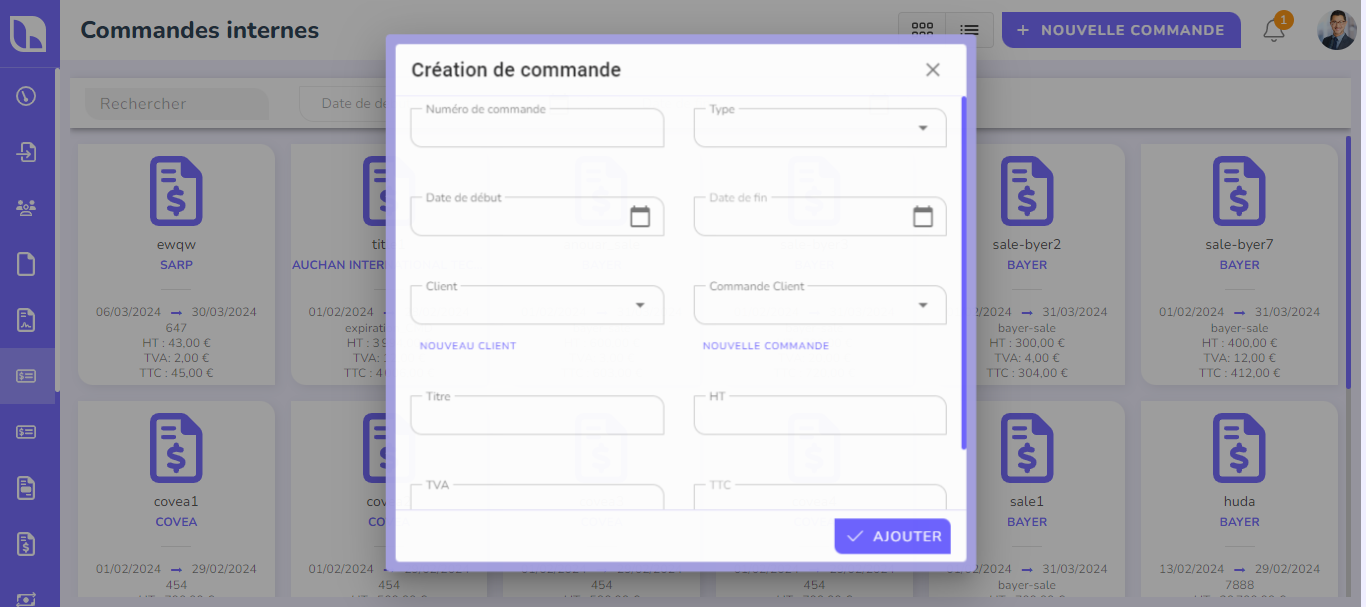 Commandes internes
NOUVELLE COMMANDE
1
Rechercher
Date de dé
Création de commande
Numéro de commande
Type
Date de début
Date de fin
Client
Commande Client
NOUVEAU CLIENT
NOUVELLE COMMANDE
Titre
HT
TVA
TTC
AJOUTER
ewqw
SARP
06/03/2024 → 30/03/2024
647
HT : 43,00 €
TVA: 2,00 €
TTC : 45,00 €
tit
AUCHAN INTER
01/02/2024
expirati
HT : 39
TVA:
TTC : 4
sale-byer2
BAYER
/2024 → 31/03/2024
bayer-sale
HT : 300,00 €
TVA: 4,00 €
TTC : 304,00 €
sale-byer7
BAYER
01/02/2024 → 31/03/2024
bayer-sale
HT : 400,00 €
TVA: 12,00 €
TTC : 412,00 €
covea1
COVEA
01/02/2024 → 29/02/2024
454
cov
CO
01/02/2024
454
454
454
sale1
BAYER
/02/2024 → 31/03/2024
bayer-sale
huda
BAYER
13/02/2024 → 29/02/2024
7888